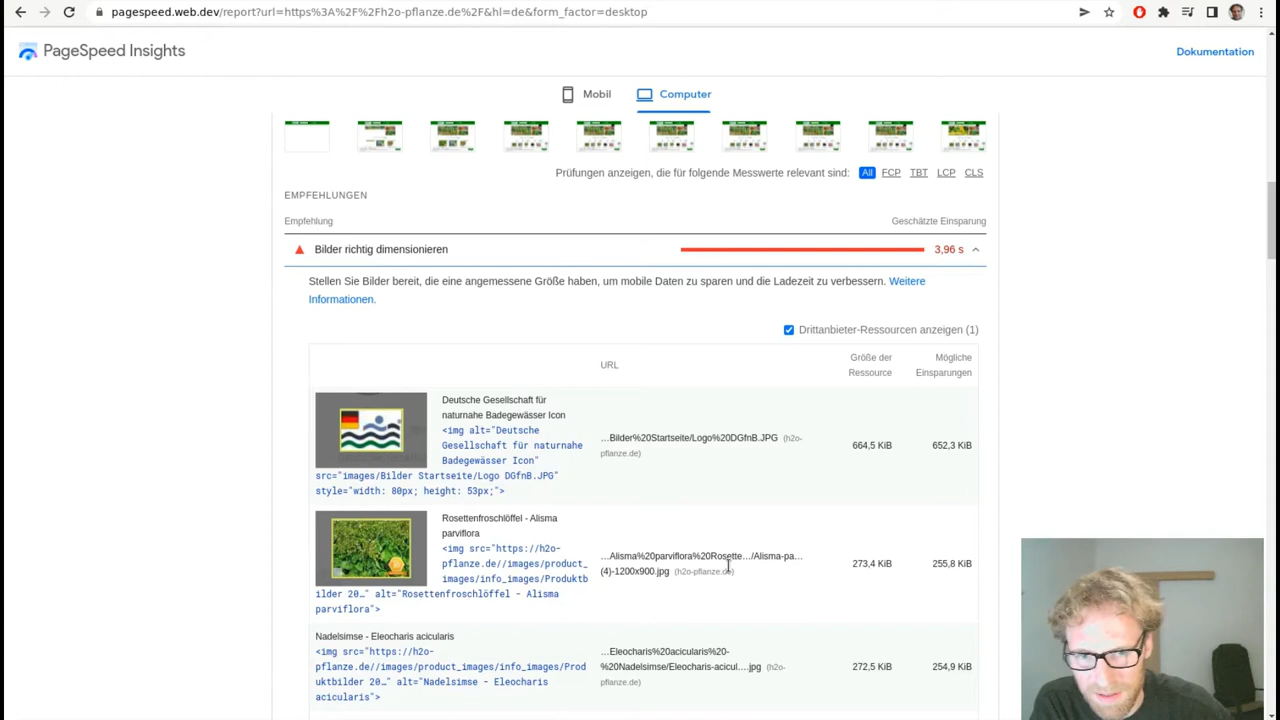 pagespeed.web.dev/report?url=https%3A%2F%2Fh2o-pflanze.de%2F&hl=de&form_factor=desktop
PageSpeed Insights
Dokumentation
Mobil
Computer
Prüfungen anzeigen, die für folgende Messwerte relevant sind: All FCP TBT LCP CLS
EMPFEHLUNGEN
Empfehlung
Geschätzte Einsparung
Bilder richtig dimensionieren
3,96 s
Stellen Sie Bilder bereit, die eine angemessene Größe haben, um mobile Daten zu sparen und die Ladezeit zu verbessern. Weitere
Informationen.
Drittanbieter-Ressourcen anzeigen (1)
URL
Größe der
Ressource
Mögliche
Einsparungen
Deutsche Gesellschaft für
naturnahe Badegewässer Icon
<img alt="Deutsche
Gesellschaft für naturnahe
Badegewässer Icon"
src="images/Bilder Startseite/Logo DGfnB.JPG"
style="width: 80px; height: 53px;">
…Bilder%20Startseite/Logo%20DGfnB.JPG (h2o-
pflanze.de)
664,5 KiB
652,3 KiB
Rosettenfroschlöffel - Alisma
parviflora
<img src="https://h2o-
pflanze.de//images/product_
images/info_images/Produktb
ilder 20…" alt="Rosettenfroschlöffel - Alisma
parviflora">
…Alisma%20parviflora%20Rosette…/Alisma-pa…
(4)-1200x900.jpg (h2o-pflanze.de)
273,4 KiB
255,8 KiB
Nadelsimse - Eleocharis acicularis
<img src="https://h2o-
pflanze.de//images/product_images/info_images/Prod
uktbilder 20…" alt="Nadelsimse - Eleocharis
acicularis">
…Eleocharis%20acicularis%20-
%20Nadelsimse/Eleocharis-acicul….jpg (h2o-
pflanze.de)
272,5 KiB
254,9 KiB